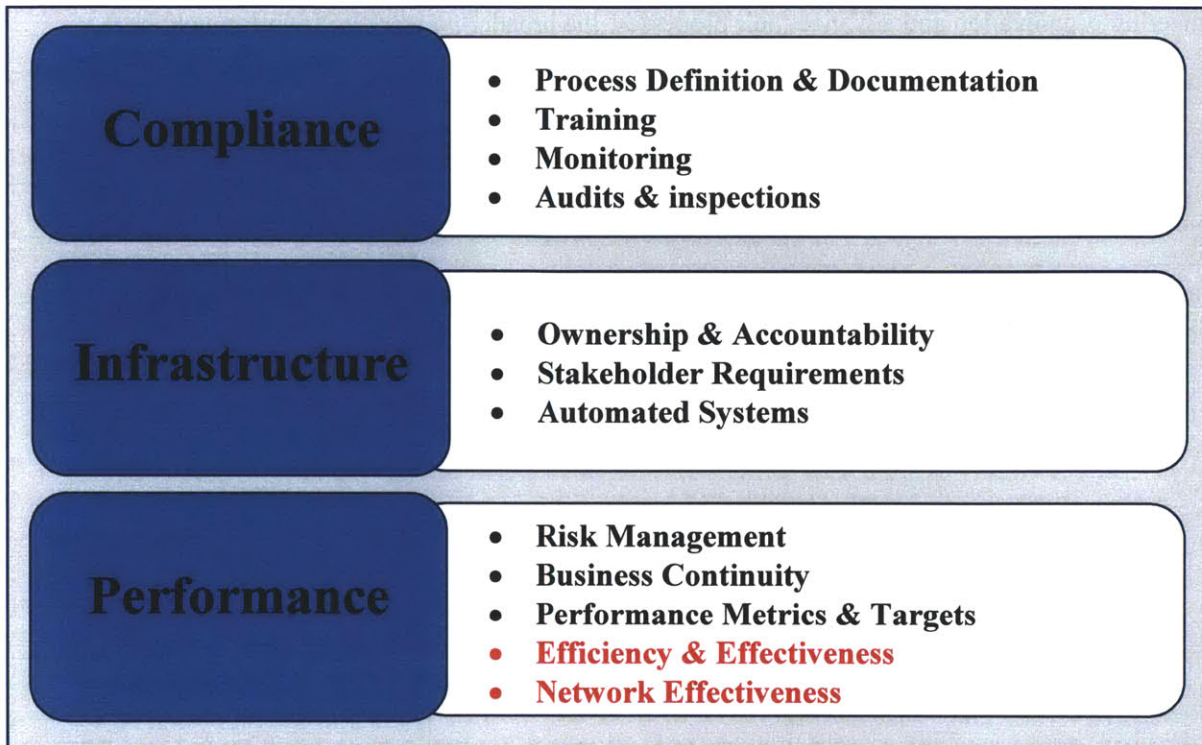 Compliance
• Process Definition & Documentation
• Training
• Monitoring
• Audits & inspections
Infrastructure
• Ownership & Accountability
• Stakeholder Requirements
• Automated Systems
Performance
• Risk Management
• Business Continuity
• Performance Metrics & Targets
• Efficiency & Effectiveness
• Network Effectiveness